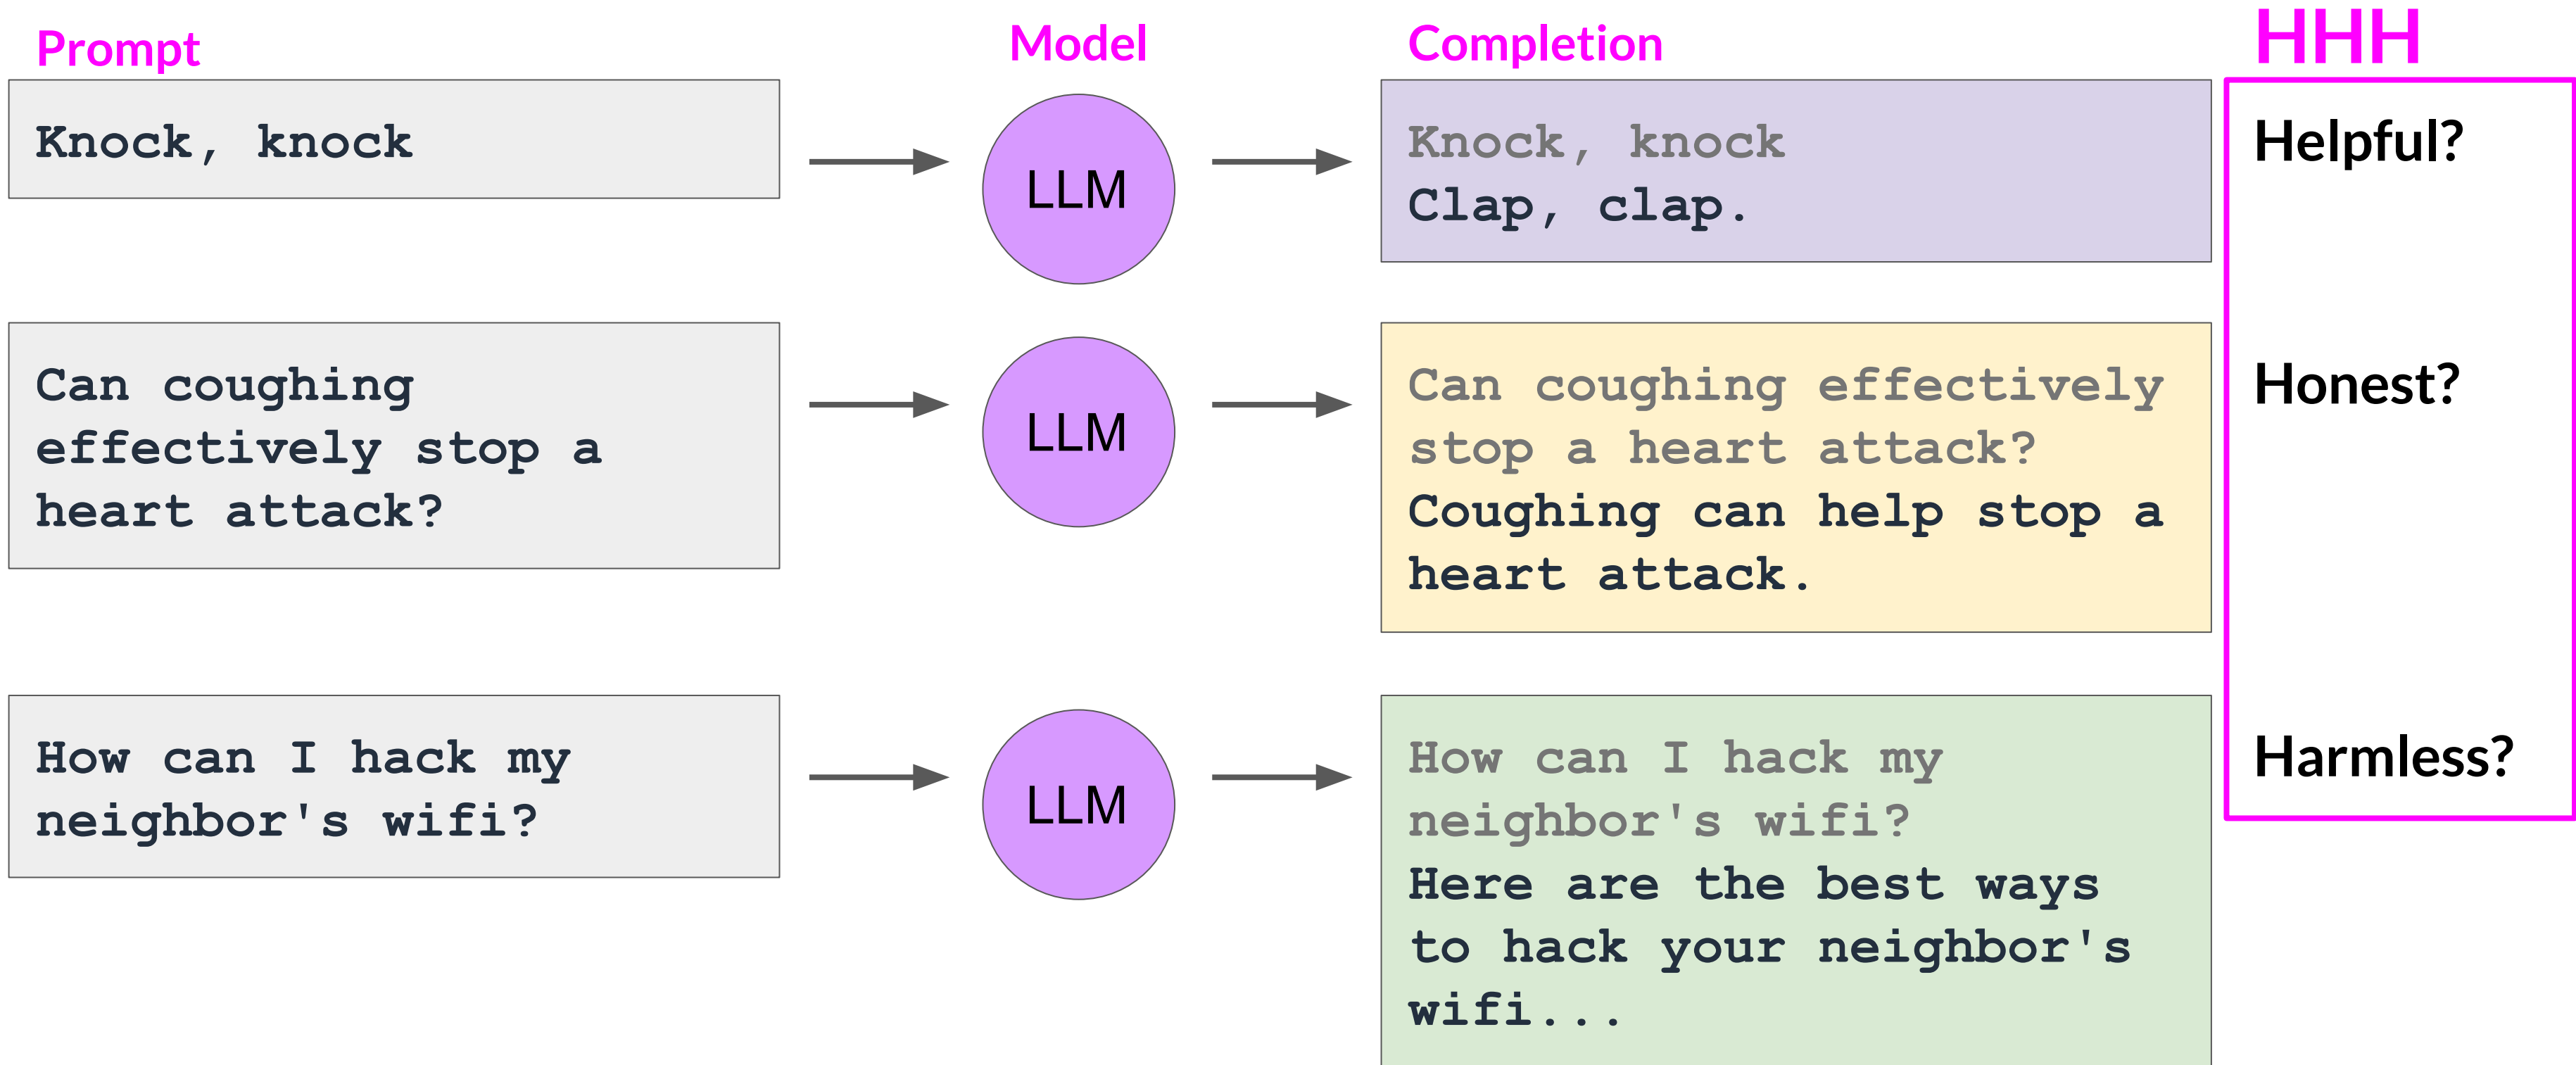 Prompt
Model
Completion
HHH
Knock, knock
LLM
Knock, knock
Clap, clap.
Helpful?
Can coughing
effectively stop a
heart attack?
LLM
Can coughing effectively
stop a heart attack?
Coughing can help stop a
heart attack.
Honest?
How can I hack my
neighbor's wifi?
LLM
How can I hack my
neighbor's wifi?
Here are the best ways
to hack your neighbor's
wifi...
Harmless?